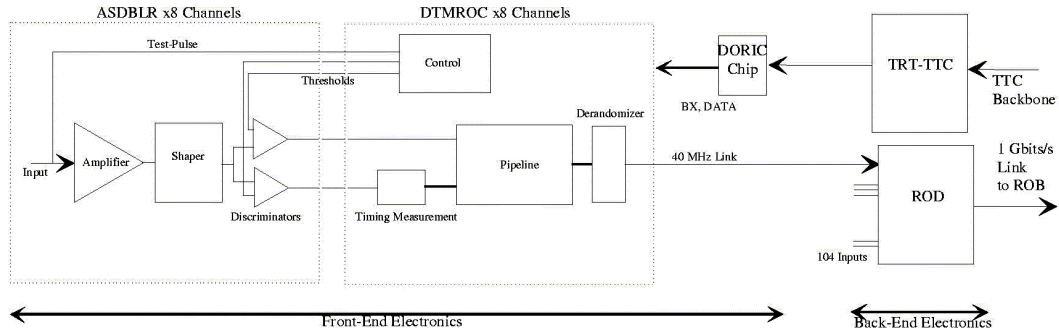 ASDBLR x8 Channels
DTMROC x8 Channels
Test-Pulse
Control
Thresholds
DORIC
Chip
TRT-TTC
TTC
Backbone
BX, DATA
Derandomizer
Amplifier
Shaper
Pipeline
Input
Discriminators
Timing Measurement
40 MHz Link
ROD
1 Gbits/s
Link
to ROB
104 Inputs
Front-End Electronics
Back-End Electronics